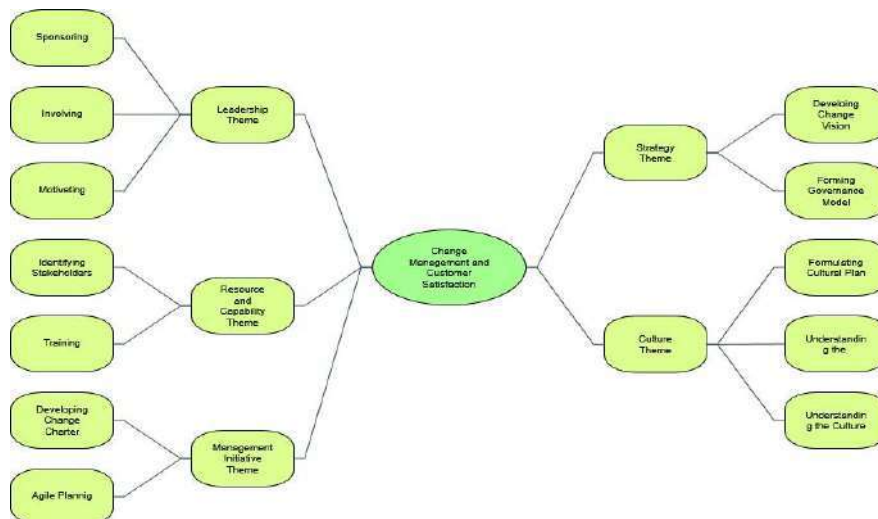 Sponsoring
Involving
Motivating
Leadership
Theme
Identifying
Stakeholders
Training
Resource
and
Capability
Theme
Developing
Change
Charter
Agile Plannig
Management
Initiative
Theme
Change
Management and
Customer
Satisfaction
Strategy
Theme
Developing
Change
Vision
Forming
Governance
Model
Culture
Theme
Formulating
Cultural Plan
Understandin
g the
Understandin
g the Culture